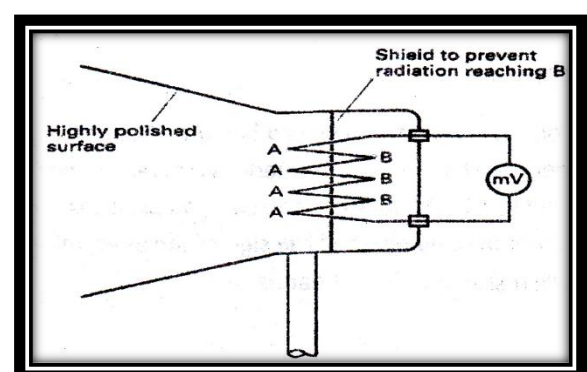 Shield to prevent
radiation reaching B
Highly polished
surface
A
B
A
B
A
B
A
mV